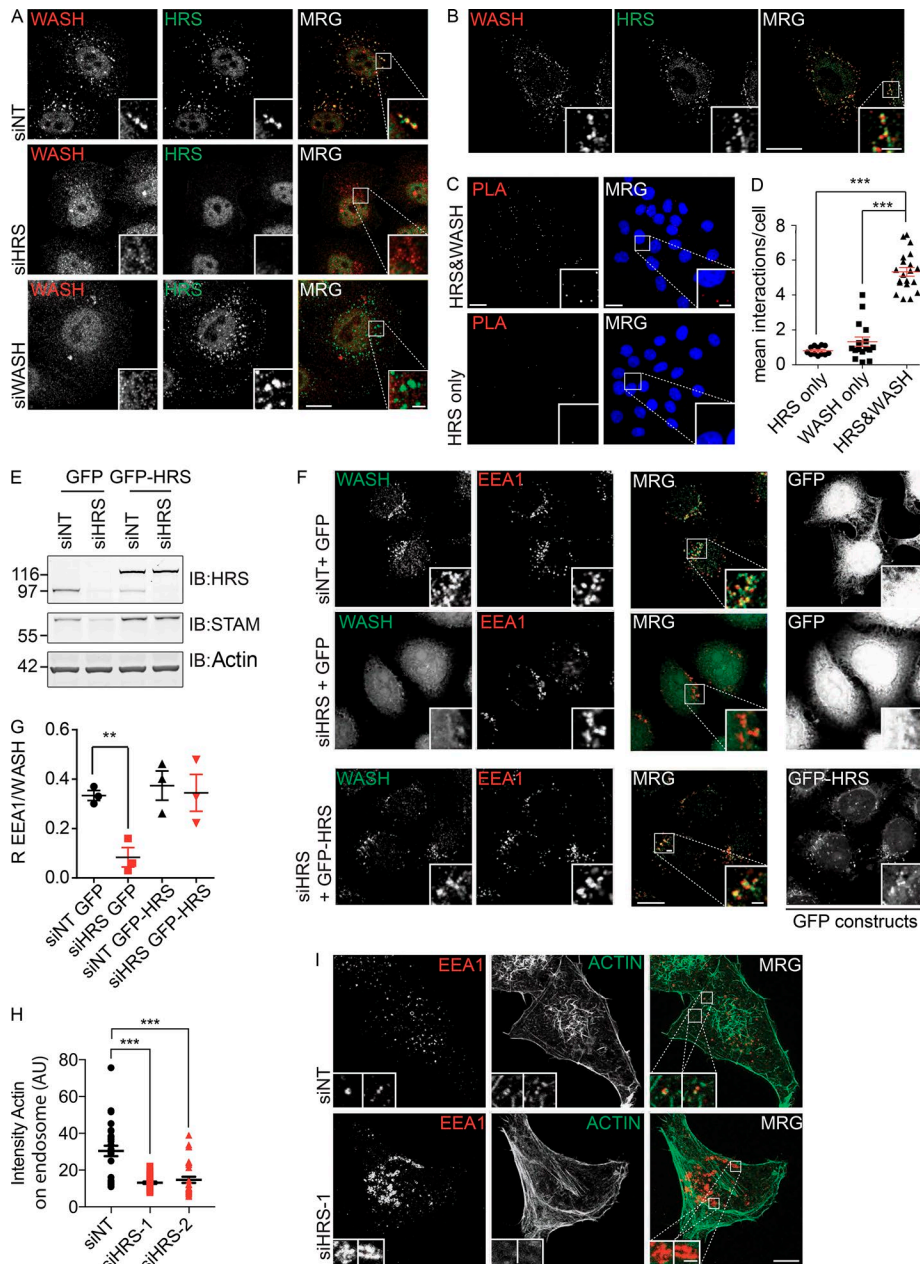 A
WASH HRS MRG
siNT
WASH HRS MRG
siHRS
WASH HRS MRG
siWASH
B
WASH HRS MRG
C
PLA MRG
HRS&WASH
PLA MRG
HRS only
D
***
***
mean interactions/cell
8
6
4
2
0
HRS only
WASH only
HRS&WASH
E
GFP GFP-HRS
siNT siHRS siNT siHRS
116
97
IB:HRS
55
IB:STAM
42
IB:Actin
F
WASH EEA1 MRG GFP
siNT+ GFP
WASH EEA1 MRG GFP
siHRS + GFP
WASH EEA1 MRG GFP-HRS
siHRS
+ GFP-HRS
GFP constructs
G
R EEA1/WASH
0.6
0.4
0.2
0.0
**
siNT GFP
siHRS GFP
siNT GFP-HRS
siHRS GFP-HRS
H
Intensity Actin
on endosome (AU)
80
60
40
20
0
***
***
siNT
siHRS-1
siHRS-2
I
EEA1 ACTIN MRG
siNT
EEA1 ACTIN MRG
siHRS-1